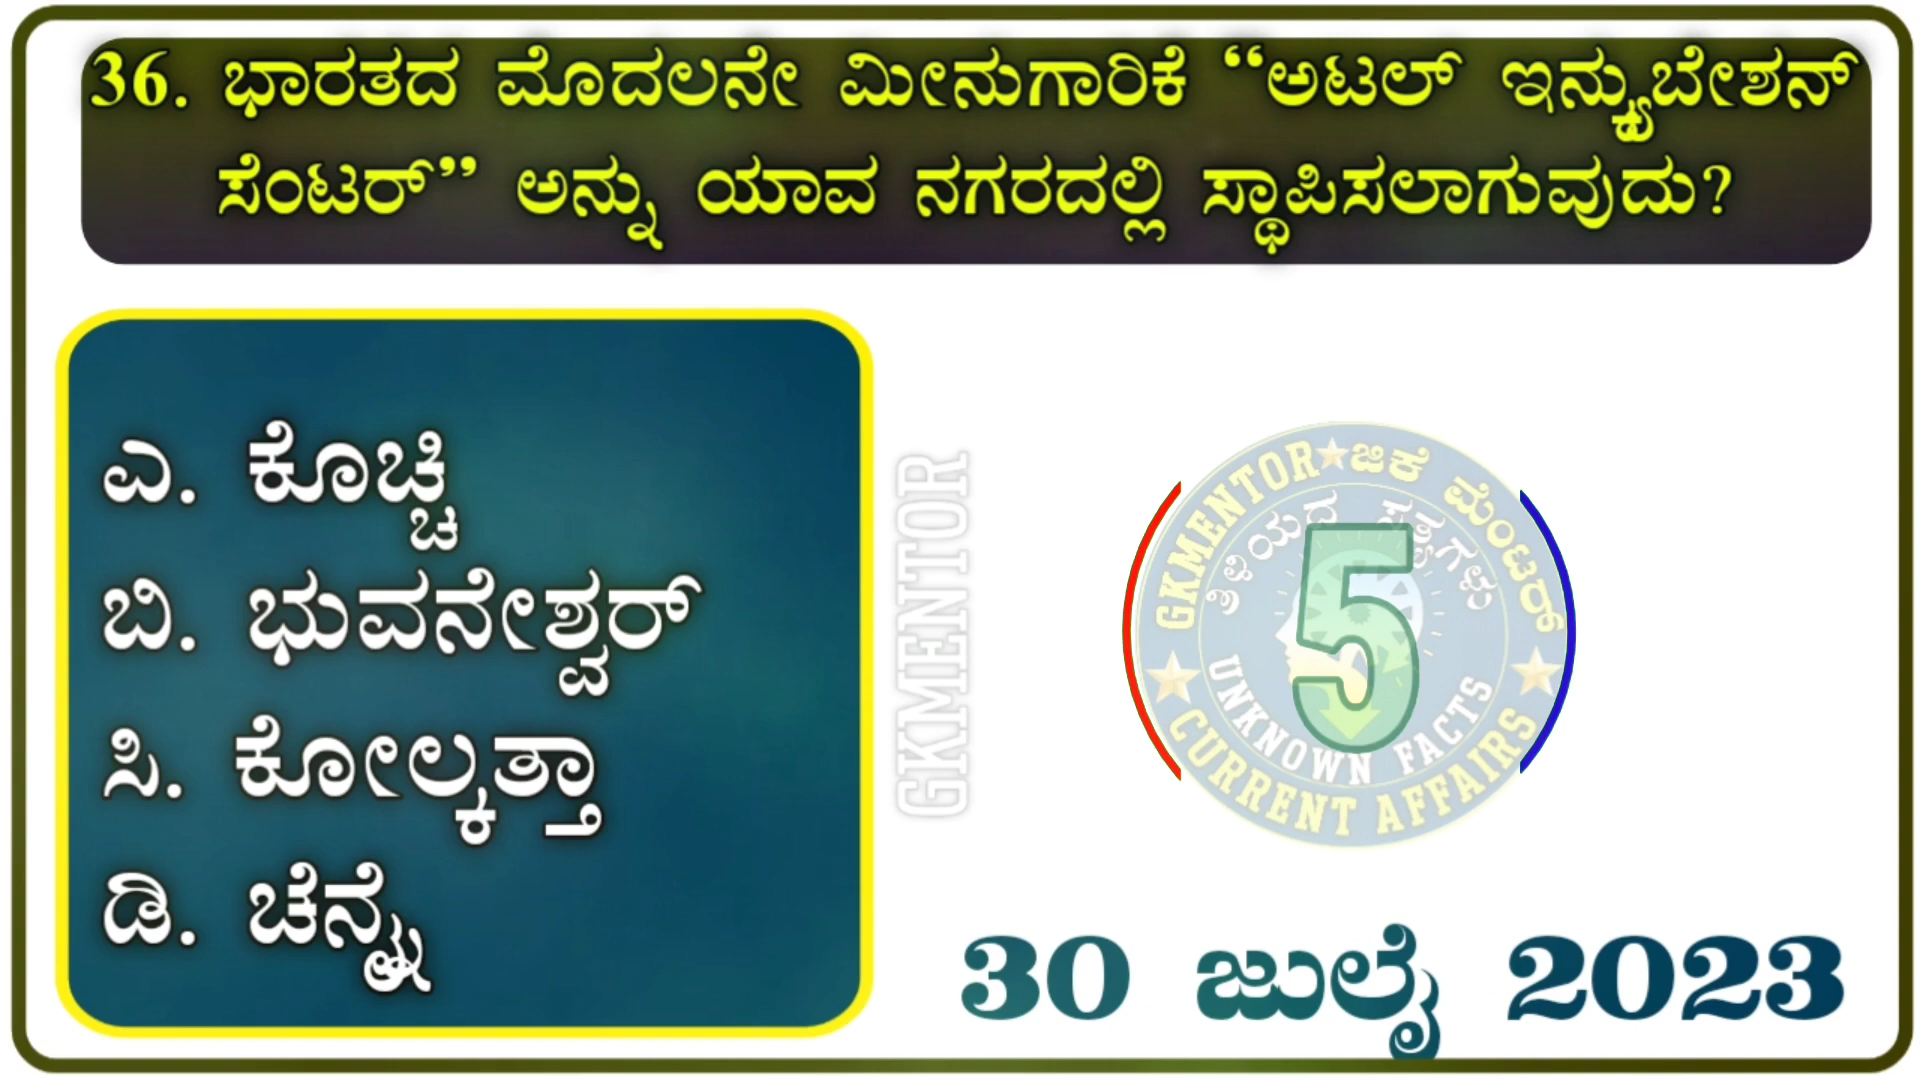 36. ಭಾರತದ ಮೊದಲನೇ ಮೀನುಗಾರಿಕೆ “ಅಟಲ್ ಇನ್ಕ್ಯುಬೇಶನ್
ಸೆಂಟರ್” ಅನ್ನು ಯಾವ ನಗರದಲ್ಲಿ ಸ್ಥಾಪಿಸಲಾಗುವುದು?
ಎ. ಕೊಚ್ಚಿ
ಬಿ. ಭುವನೇಶ್ವರ್
ಸಿ. ಕೋಲ್ಕತ್ತಾ
ಡಿ. ಚೆನ್ನೈ
GKMENTOR
GKMENTOR ಜಿಕೆ ಮೆಂಟರ್
5
UNKNOWN FACTS
CURRENT AFFAIRS
30 ಜುಲೈ 2023